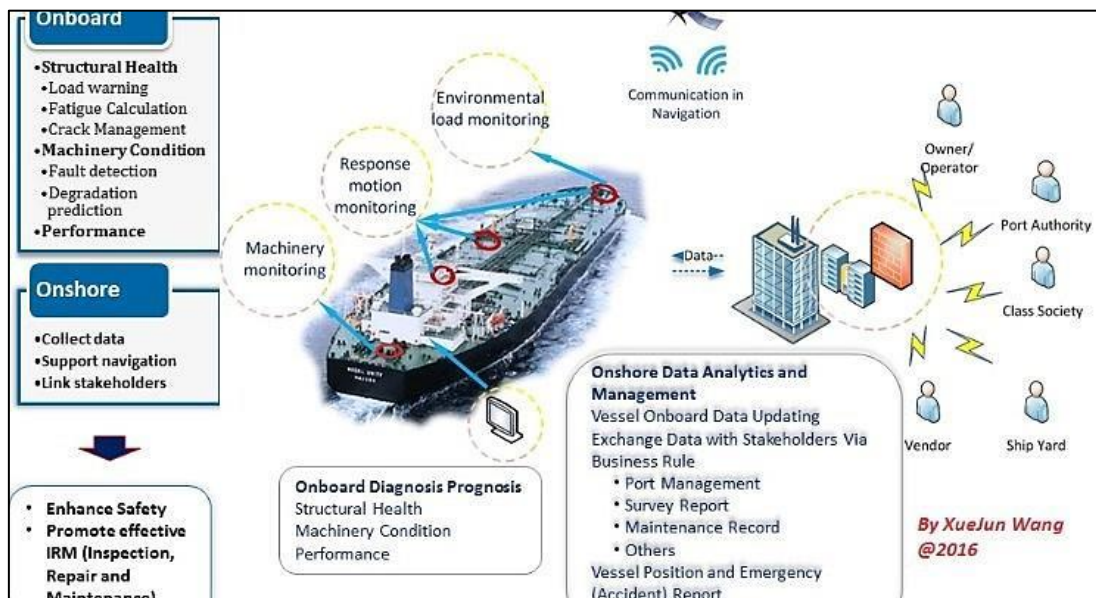 Onboard
•Structural Health
•Load warning
•Fatigue Calculation
•Crack Management
•Machinery Condition
•Fault detection
•Degradation
prediction
•Performance
Onshore
•Collect data
•Support navigation
•Link stakeholders
• Enhance Safety
• Promote effective
IRM (Inspection,
Repair and
Maintenance)
Environmental
load monitoring
Response
motion
monitoring
Machinery
monitoring
Communication in
Navigation
Data
Owner/
Operator
Port Authority
Class Society
Vendor
Ship Yard
Onboard Diagnosis Prognosis
Structural Health
Machinery Condition
Performance
Onshore Data Analytics and
Management
Vessel Onboard Data Updating
Exchange Data with Stakeholders Via
Business Rule
• Port Management
• Survey Report
• Maintenance Record
• Others
Vessel Position and Emergency
(Accident) Report
By XueJun Wang
@2016